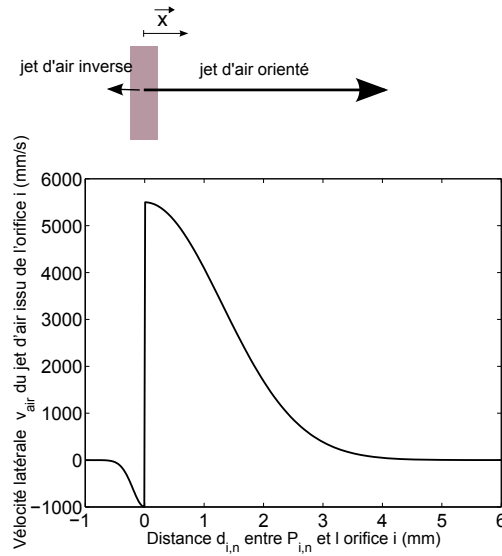 x
jet d'air inverse
jet d'air orienté
Vélocité latérale v_air du jet d'air issu de l'orifice i (mm/s)
6000
5000
4000
3000
2000
1000
0
−1000
−1 0 1 2 3 4 5 6
Distance d_i,n entre P_i,n et l orifice i (mm)